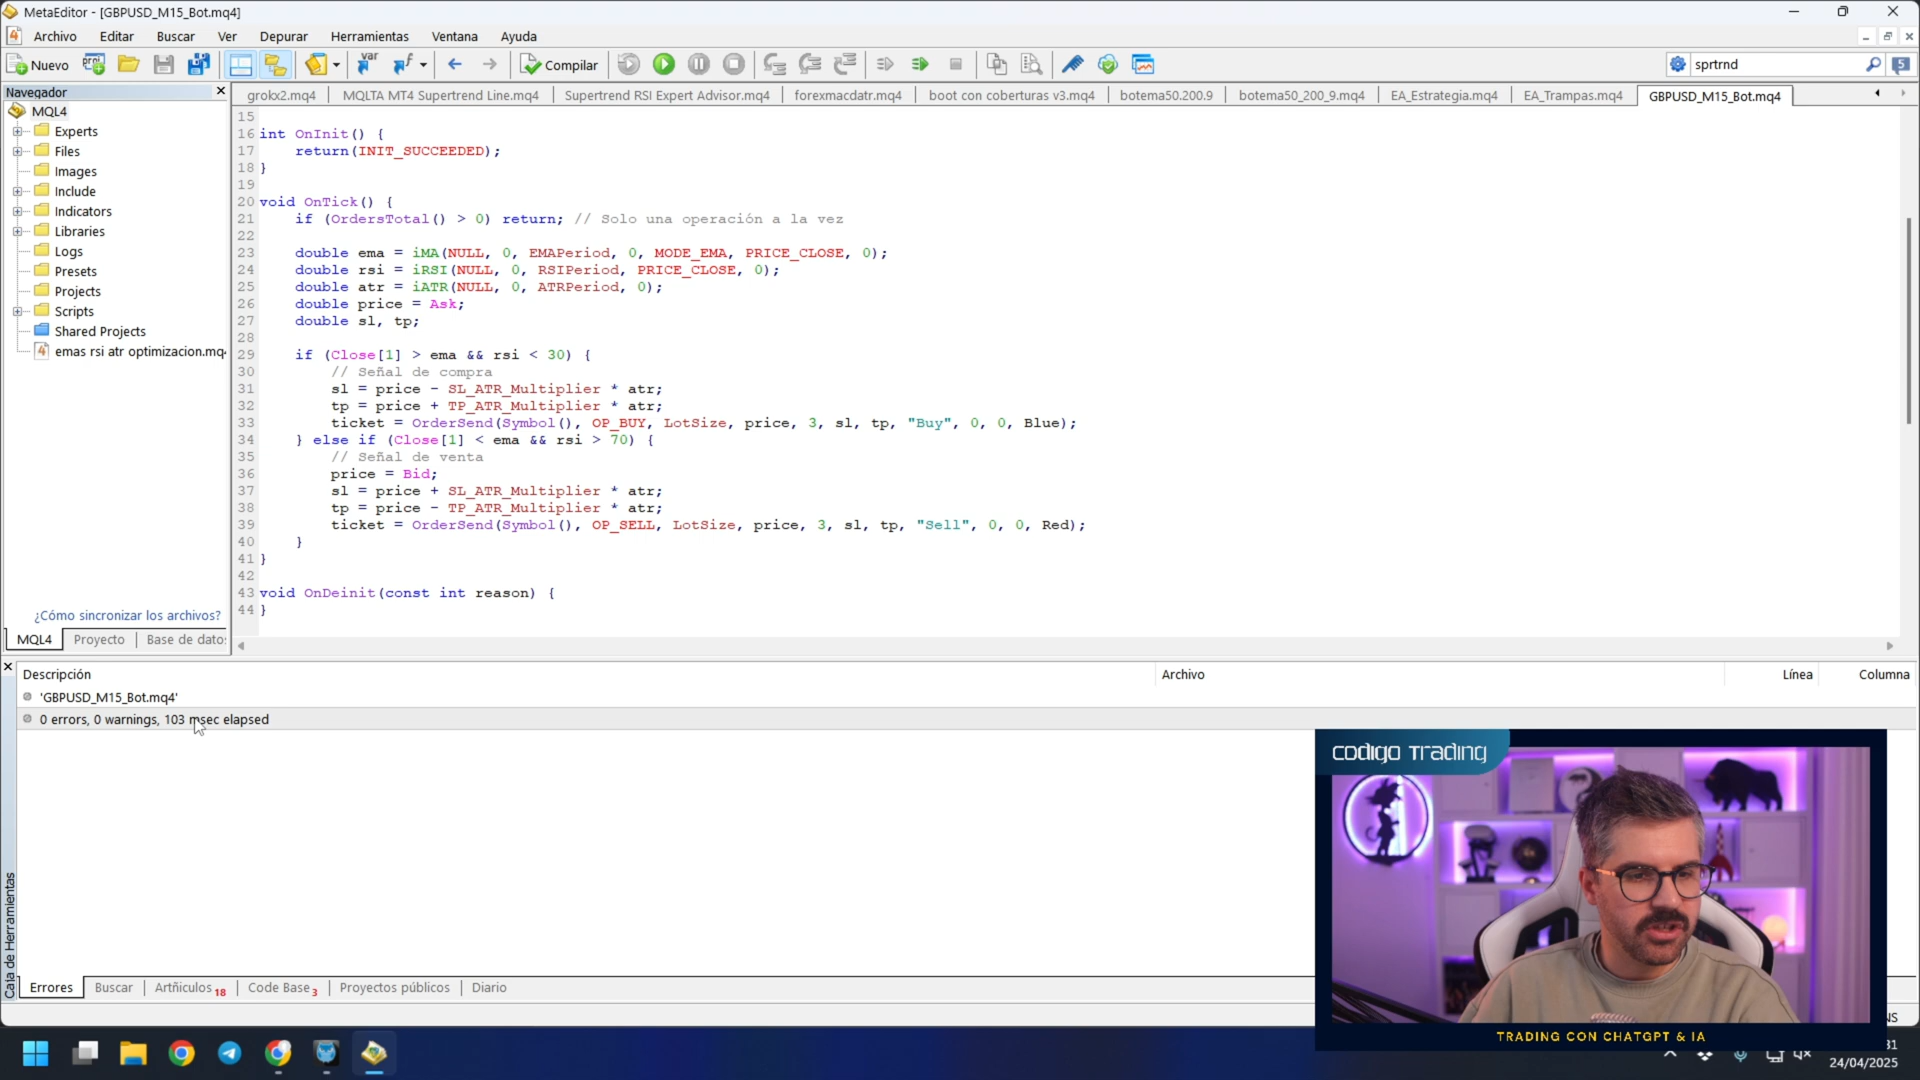 MetaEditor - [GBPUSD_M15_Bot.mq4]
Archivo Editar Buscar Ver Depurar Herramientas Ventana Ayuda
Nuevo Compilar sprtrnd 5
Navegador
grokx2.mq4 MQLTA MT4 Supertrend Line.mq4 Supertrend RSI Expert Advisor.mq4 forexmacdatr.mq4 boot con coberturas v3.mq4 botema50.200.9 botema50_200_9.mq4 EA_Estrategia.mq4 EA_Trampas.mq4 GBPUSD_M15_Bot.mq4
MQL4
Experts
Files
Images
Include
Indicators
Libraries
Logs
Presets
Projects
Scripts
Shared Projects
emas rsi atr optimizacion.mq4
¿Cómo sincronizar los archivos?
MQL4 Proyecto Base de datos
15
16 int OnInit() {
17 return(INIT_SUCCEEDED);
18 }
19
20 void OnTick() {
21 if (OrdersTotal() > 0) return; // Solo una operación a la vez
22
23 double ema = iMA(NULL, 0, EMAPeriod, 0, MODE_EMA, PRICE_CLOSE, 0);
24 double rsi = iRSI(NULL, 0, RSIPeriod, PRICE_CLOSE, 0);
25 double atr = iATR(NULL, 0, ATRPeriod, 0);
26 double price = Ask;
27 double sl, tp;
28
29 if (Close[1] > ema && rsi < 30) {
30 // Señal de compra
31 sl = price - SL_ATR_Multiplier * atr;
32 tp = price + TP_ATR_Multiplier * atr;
33 ticket = OrderSend(Symbol(), OP_BUY, LotSize, price, 3, sl, tp, "Buy", 0, 0, Blue);
34 } else if (Close[1] < ema && rsi > 70) {
35 // Señal de venta
36 price = Bid;
37 sl = price + SL_ATR_Multiplier * atr;
38 tp = price - TP_ATR_Multiplier * atr;
39 ticket = OrderSend(Symbol(), OP_SELL, LotSize, price, 3, sl, tp, "Sell", 0, 0, Red);
40 }
41 }
42
43 void OnDeinit(const int reason) {
44 }
Descripción Archivo Línea Columna
'GBPUSD_M15_Bot.mq4'
0 errors, 0 warnings, 103 msec elapsed
Caja de Herramientas
Errores Buscar Artñiculos 18 Code Base 3 Proyectos públicos Diario
codigo Trading
TRADING CON CHATGPT & IA
24/04/2025